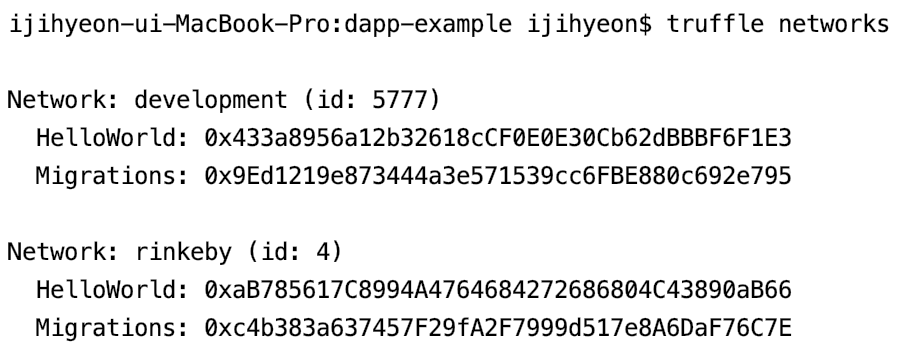 ijihyeon-ui-MacBook-Pro:dapp-example ijihyeon$ truffle networks
Network: development (id: 5777)
HelloWorld: 0x433a8956a12b32618cCF0E0E30Cb62dBBBF6F1E3
Migrations: 0x9Ed1219e873444a3e571539cc6FBE880c692e795
Network: rinkeby (id: 4)
HelloWorld: 0xaB785617C8994A4764684272686804C43890aB66
Migrations: 0xc4b383a637457F29fA2F7999d517e8A6DaF76C7E